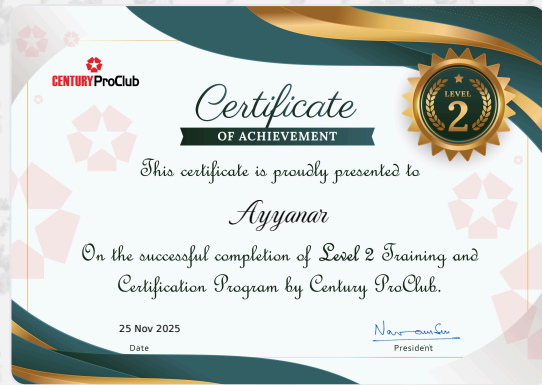 CENTURY ProClub
Certificate
OF ACHIEVEMENT
LEVEL
2
This certificate is proudly presented to
Ayyanar
On the successful completion of Level 2 Training and
Certification Program by Century ProClub.
25 Nov 2025
Date
President